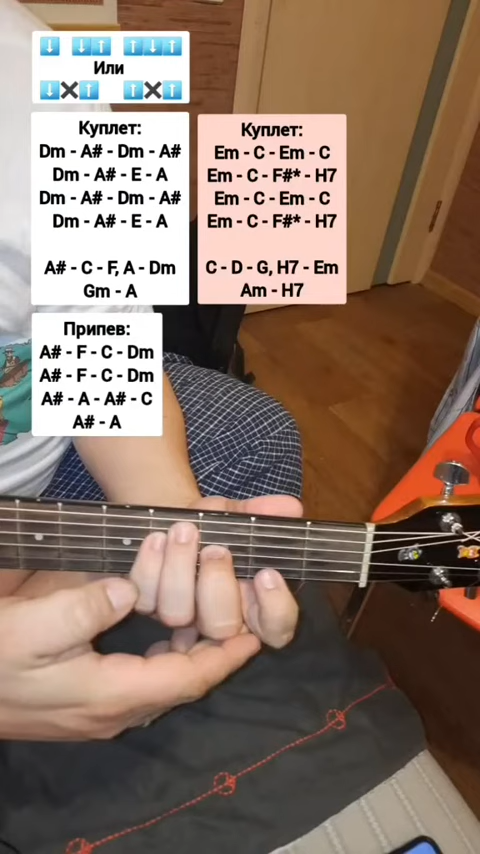 ⬇️ ⬇️⬆️ ⬆️⬇️⬆️
Или
⬇️✖️⬆️ ⬆️✖️⬆️
Куплет:
Dm - A# - Dm - A#
Dm - A# - E - A
Dm - A# - Dm - A#
Dm - A# - E - A
A# - C - F, A - Dm
Gm - A
Куплет:
Em - C - Em - C
Em - C - F#* - H7
Em - C - Em - C
Em - C - F#* - H7
C - D - G, H7 - Em
Am - H7
Припев:
A# - F - C - Dm
A# - F - C - Dm
A# - A - A# - C
A# - A